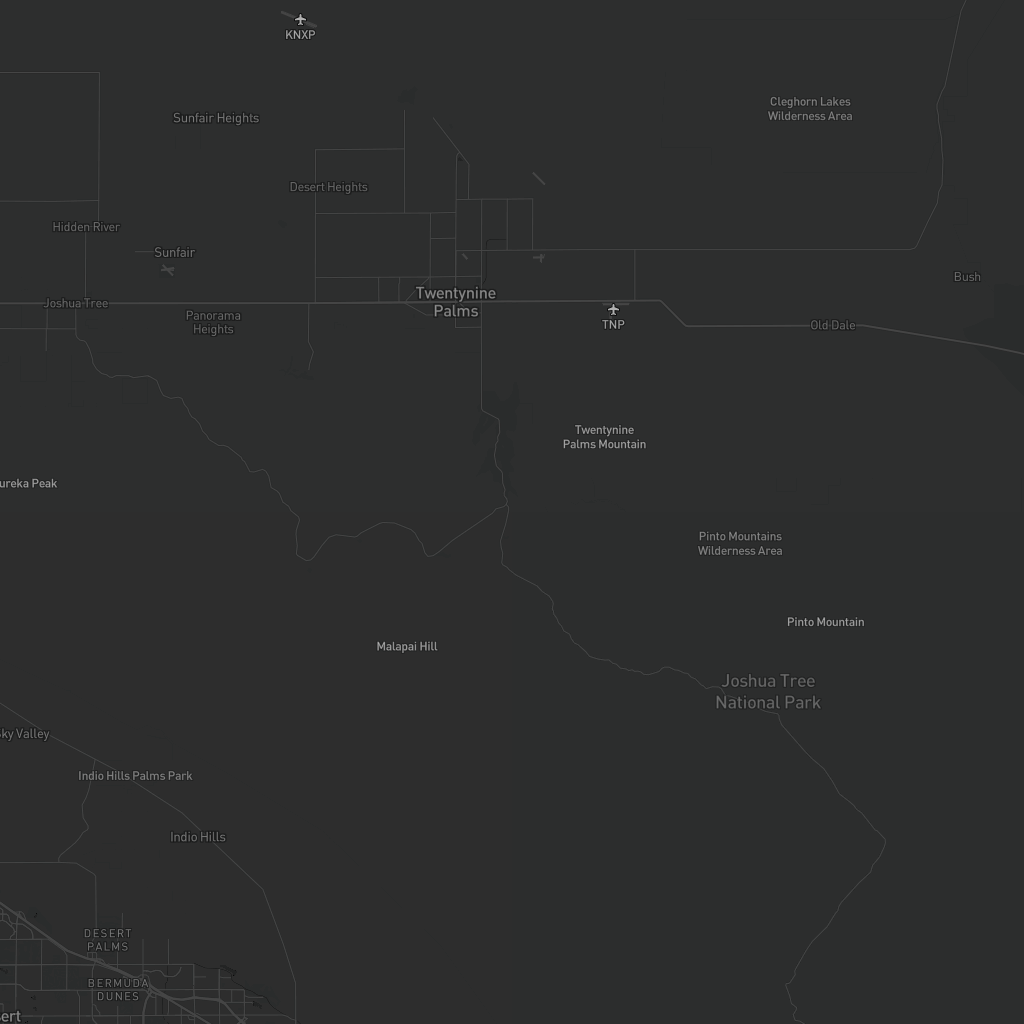 KNXP
Cleghorn Lakes
Wilderness Area
Sunfair Heights
Desert Heights
Hidden River
Sunfair
Bush
Twentynine
Palms
Joshua Tree
Panorama
Heights
TNP
Old Dale
Twentynine
Palms Mountain
ureka Peak
Pinto Mountains
Wilderness Area
Pinto Mountain
Malapai Hill
Joshua Tree
National Park
ky Valley
Indio Hills Palms Park
Indio Hills
DESERT
PALMS
BERMUDA
DUNES
ert